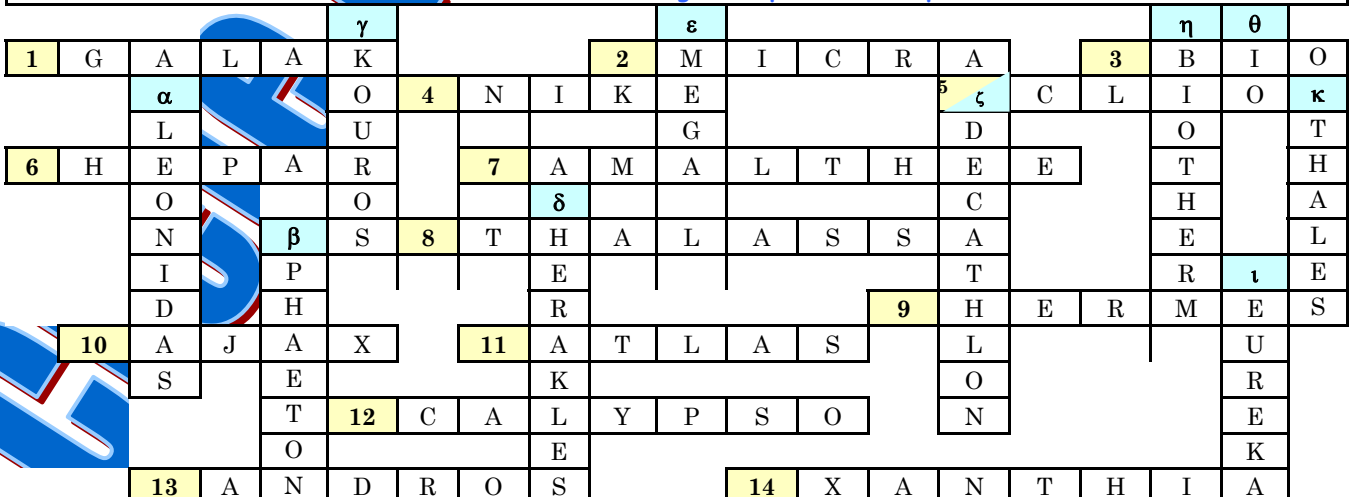 γ ε η θ
1 G A L A K 2 M I C R A 3 B I O
α O 4 N I K E 5 ζ C L I O κ
L U G D O T
6 H E P A R 7 A M A L T H E E T H
O O δ C H A
N β S 8 T H A L A S S A E L
I P E T R ι E
D H R 9 H E R M E S
10 A J A X 11 A T L A S L U
S E K O R
T 12 C A L Y P S O N E
O E K
13 A N D R O S 14 X A N T H I A